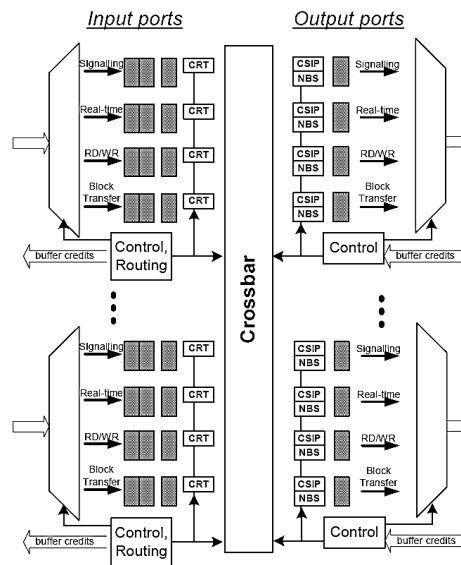 Input ports
Output ports
Signalling
CRT
CSIP
NBS
Signalling
Real-time
CRT
CSIP
NBS
Real-time
RD/WR
CRT
CSIP
NBS
RD/WR
Block
Transfer
CRT
CSIP
NBS
Block
Transfer
buffer credits
Control,
Routing
Crossbar
Control
buffer credits
Signalling
CRT
CSIP
NBS
Signalling
Real-time
CRT
CSIP
NBS
Real-time
RD/WR
CRT
CSIP
NBS
RD/WR
Block
Transfer
CRT
CSIP
NBS
Block
Transfer
buffer credits
Control,
Routing
Control
buffer credits